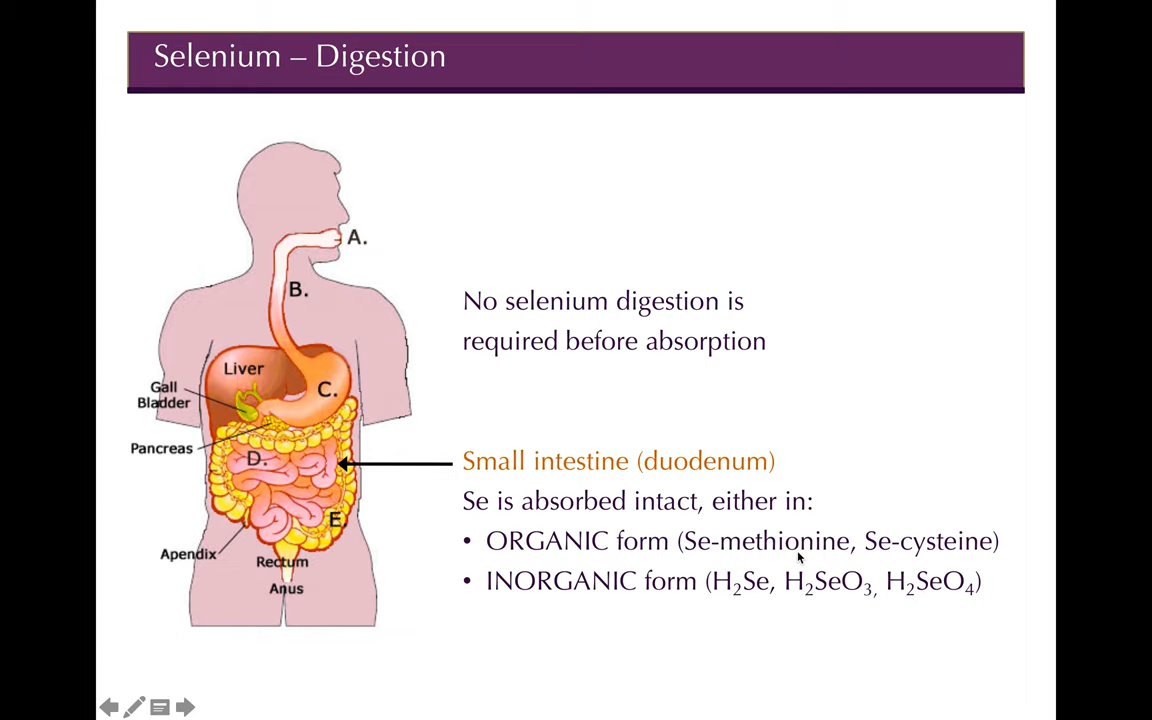 Selenium – Digestion
A.
B.
No selenium digestion is
required before absorption
Liver
Gall
Bladder
C.
Pancreas
D.
Small intestine (duodenum)
Se is absorbed intact, either in:
E.
• ORGANIC form (Se-methionine, Se-cysteine)
Apendix
Rectum
• INORGANIC form (H₂Se, H₂SeO₃, H₂SeO₄)
Anus